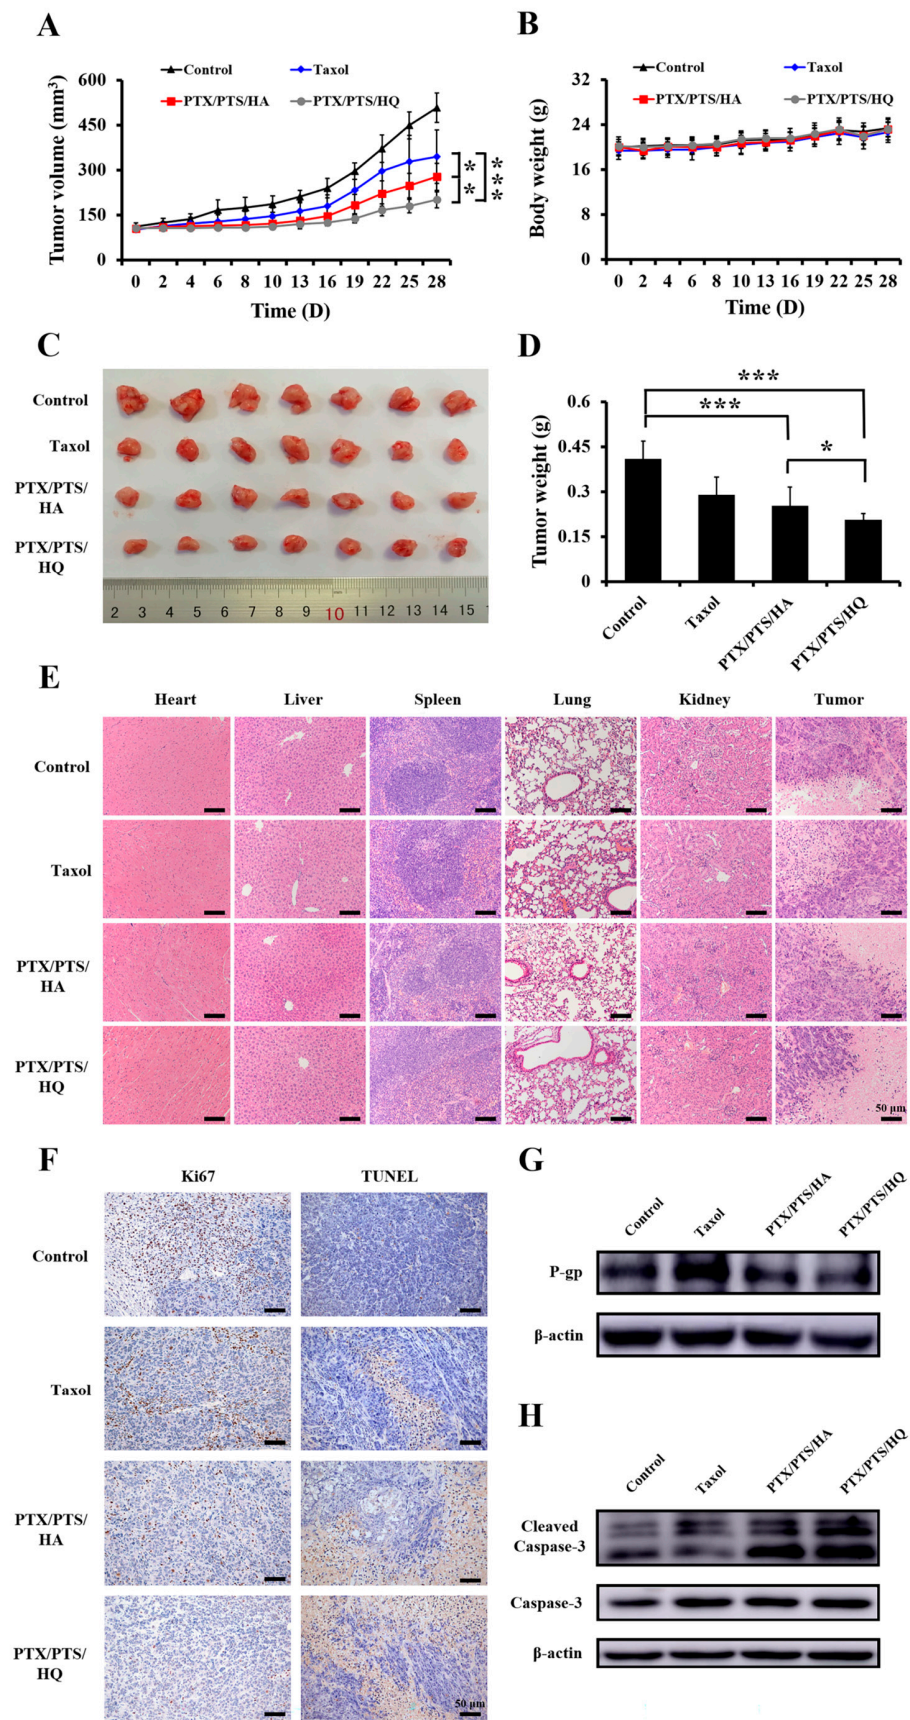 A
Control
Taxol
PTX/PTS/HA
PTX/PTS/HQ
Tumor volume (mm³)
600
450
300
150
0
**
**
***
0 2 4 6 8 10 13 16 19 22 25 28
Time (D)
B
Control
Taxol
PTX/PTS/HA
PTX/PTS/HQ
Body weight (g)
32
24
16
8
0
0 2 4 6 8 10 13 16 19 22 25 28
Time (D)
C
Control
Taxol
PTX/PTS/
HA
PTX/PTS/
HQ
2 3 4 5 6 7 8 9 10 11 12 13 14 15
D
Tumor weight (g)
0.6
0.45
0.3
0.15
0
***
***
*
Control
Taxol
PTX/PTS/HA
PTX/PTS/HQ
E
Heart Liver Spleen Lung Kidney Tumor
Control
Taxol
PTX/PTS/
HA
PTX/PTS/
HQ
50 μm
F
Ki67 TUNEL
Control
Taxol
PTX/PTS/
HA
PTX/PTS/
HQ
50 μm
G
Control
Taxol
PTX/PTS/HA
PTX/PTS/HQ
P-gp
β-actin
H
Control
Taxol
PTX/PTS/HA
PTX/PTS/HQ
Cleaved
Caspase-3
Caspase-3
β-actin